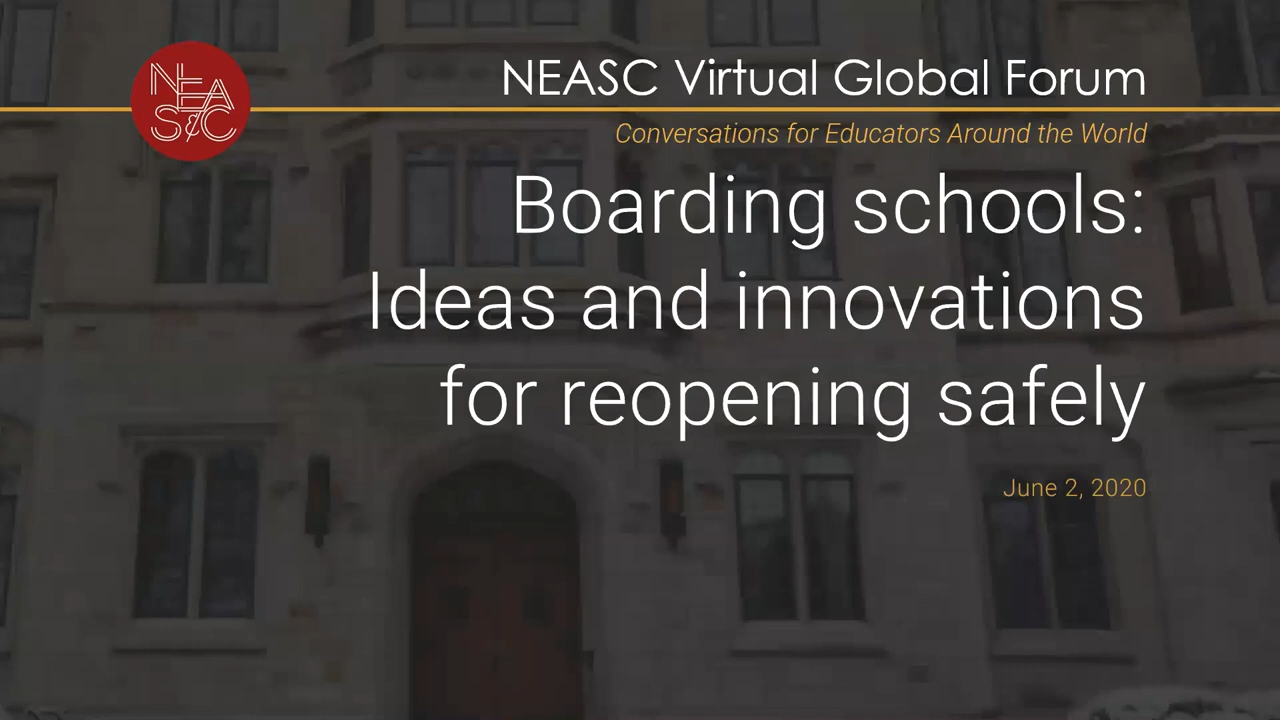 NEA
S&C
NEASC Virtual Global Forum
Conversations for Educators Around the World
Boarding schools:
Ideas and innovations
for reopening safely
June 2, 2020